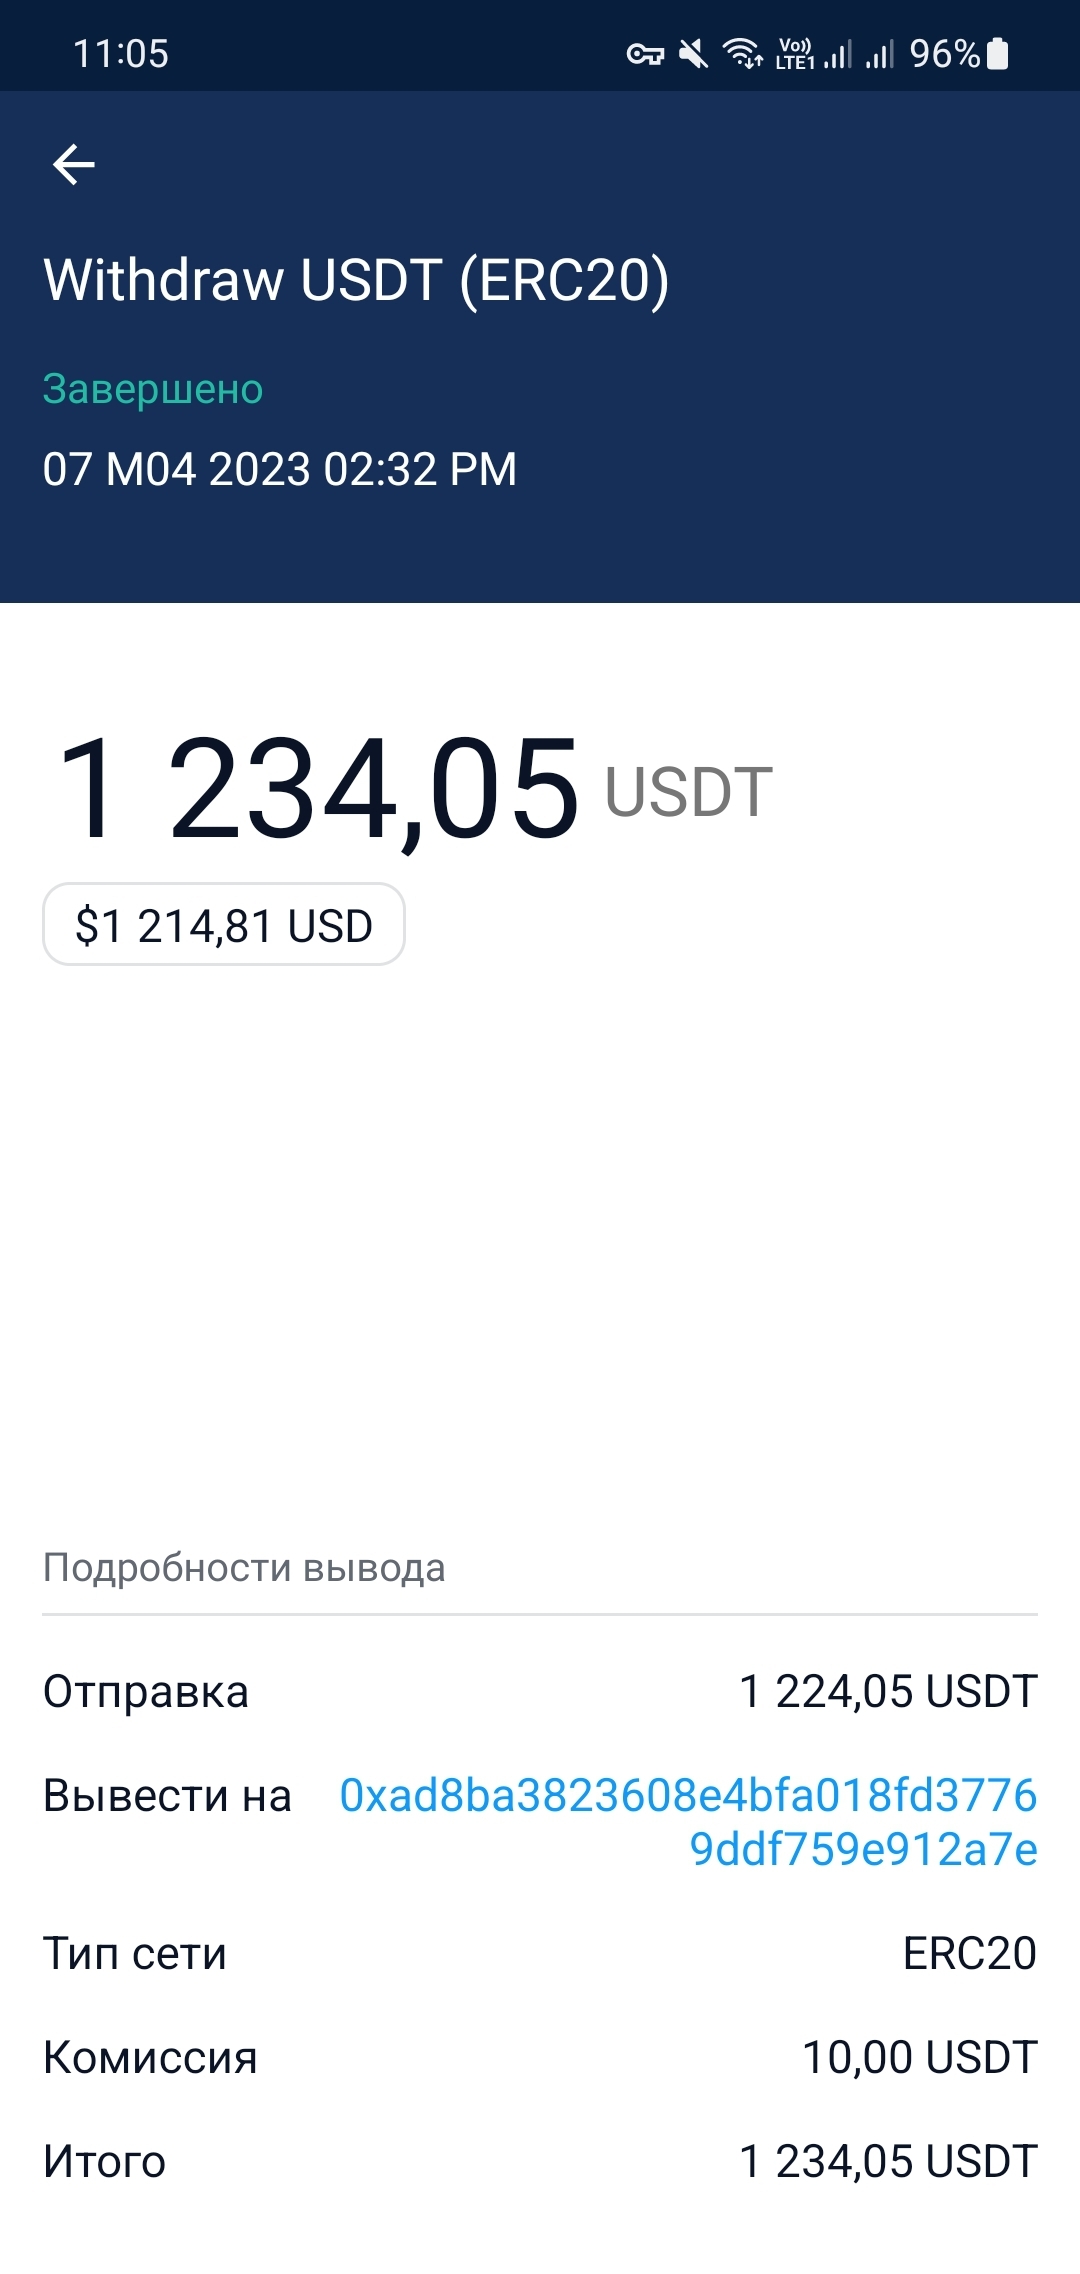 11:05
Vo)) LTE1 96%
Withdraw USDT (ERC20)
Завершено
07 M04 2023 02:32 PM
1 234,05 USDT
$1 214,81 USD
Подробности вывода
Отправка 1 224,05 USDT
Вывести на 0xad8ba3823608e4bfa018fd3776
9ddf759e912a7e
Тип сети ERC20
Комиссия 10,00 USDT
Итого 1 234,05 USDT